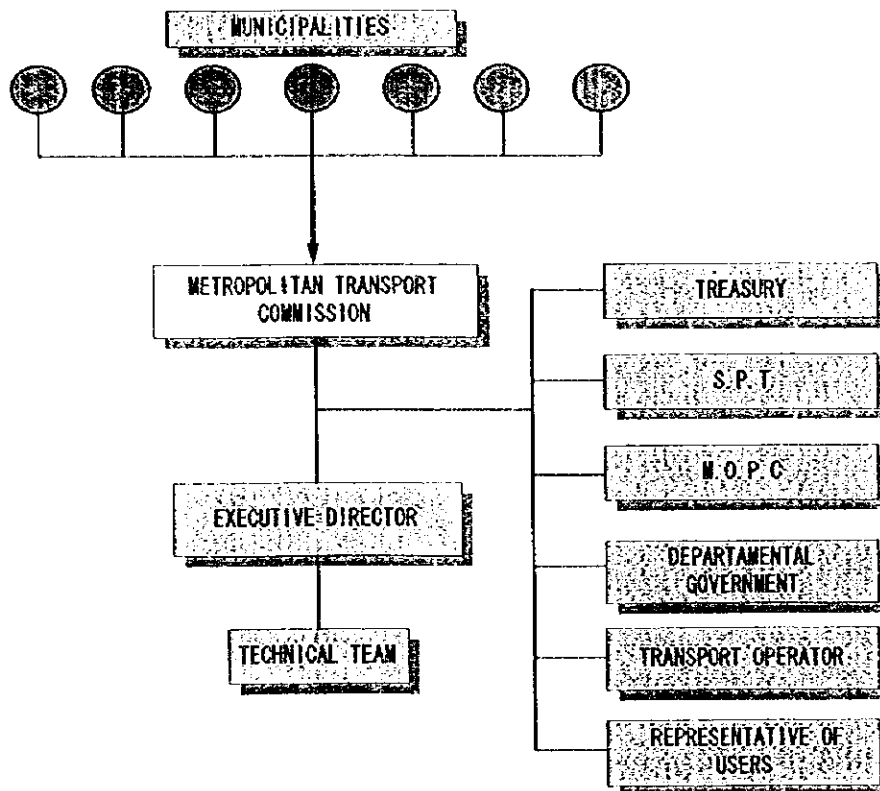 MUNICIPALITIES
METROPOLITAN TRANSPORT
COMMISSION
EXECUTIVE DIRECTOR
TECHNICAL TEAM
TREASURY
S.P.T.
M.O.P.C
DEPARTAMENTAL
GOVERNMENT
TRANSPORT OPERATOR
REPRESENTATIVE OF
USERS